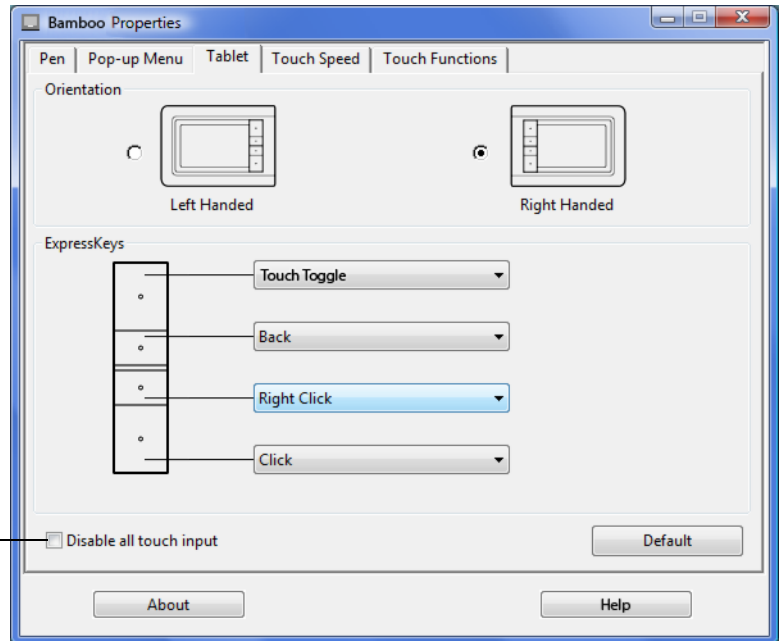 Bamboo Properties
Pen Pop-up Menu Tablet Touch Speed Touch Functions
Orientation
Left Handed Right Handed
ExpressKeys
Touch Toggle
Back
Right Click
Click
Disable all touch input Default
About Help